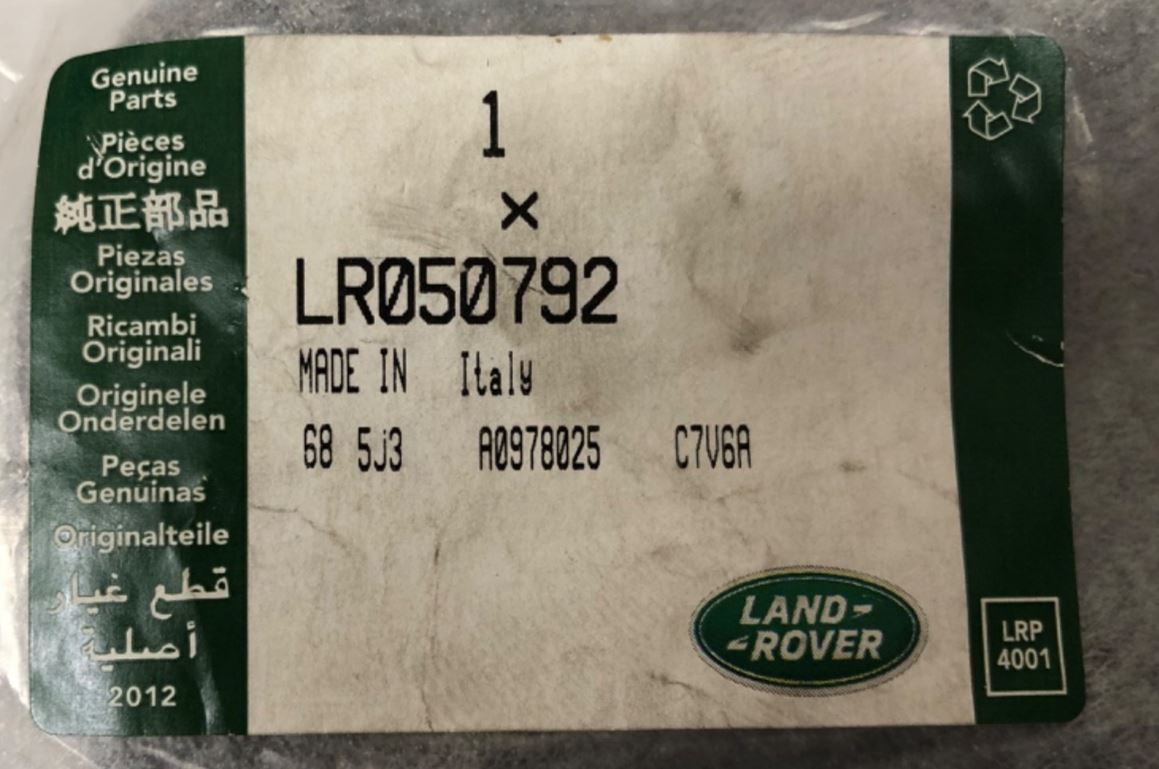 Genuine
Parts
Pièces
d'Origine
純正部品
Piezas
Originales
Ricambi
Originali
Originele
Onderdelen
Peças
Genuinas
Originalteile
قطع غيار
أصلية
2012
1
×
LR050792
MADE IN Italy
68 5J3 A0978025 C7V6A
LAND-
-ROVER
LRP
4001